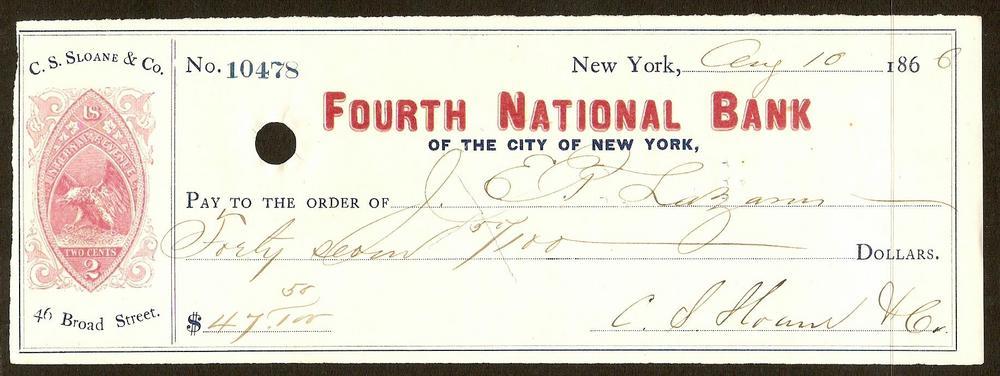 C. S. SLOANE & CO.
No. 10478
New York, Aug 10 1866
FOURTH NATIONAL BANK
OF THE CITY OF NEW YORK,
PAY TO THE ORDER OF J. E. P.
Forty seven 50/100 DOLLARS.
$47 50/100
C. S. Sloane & Co.
US
INTERNAL REVENUE
TWO CENTS
2
46 Broad Street.